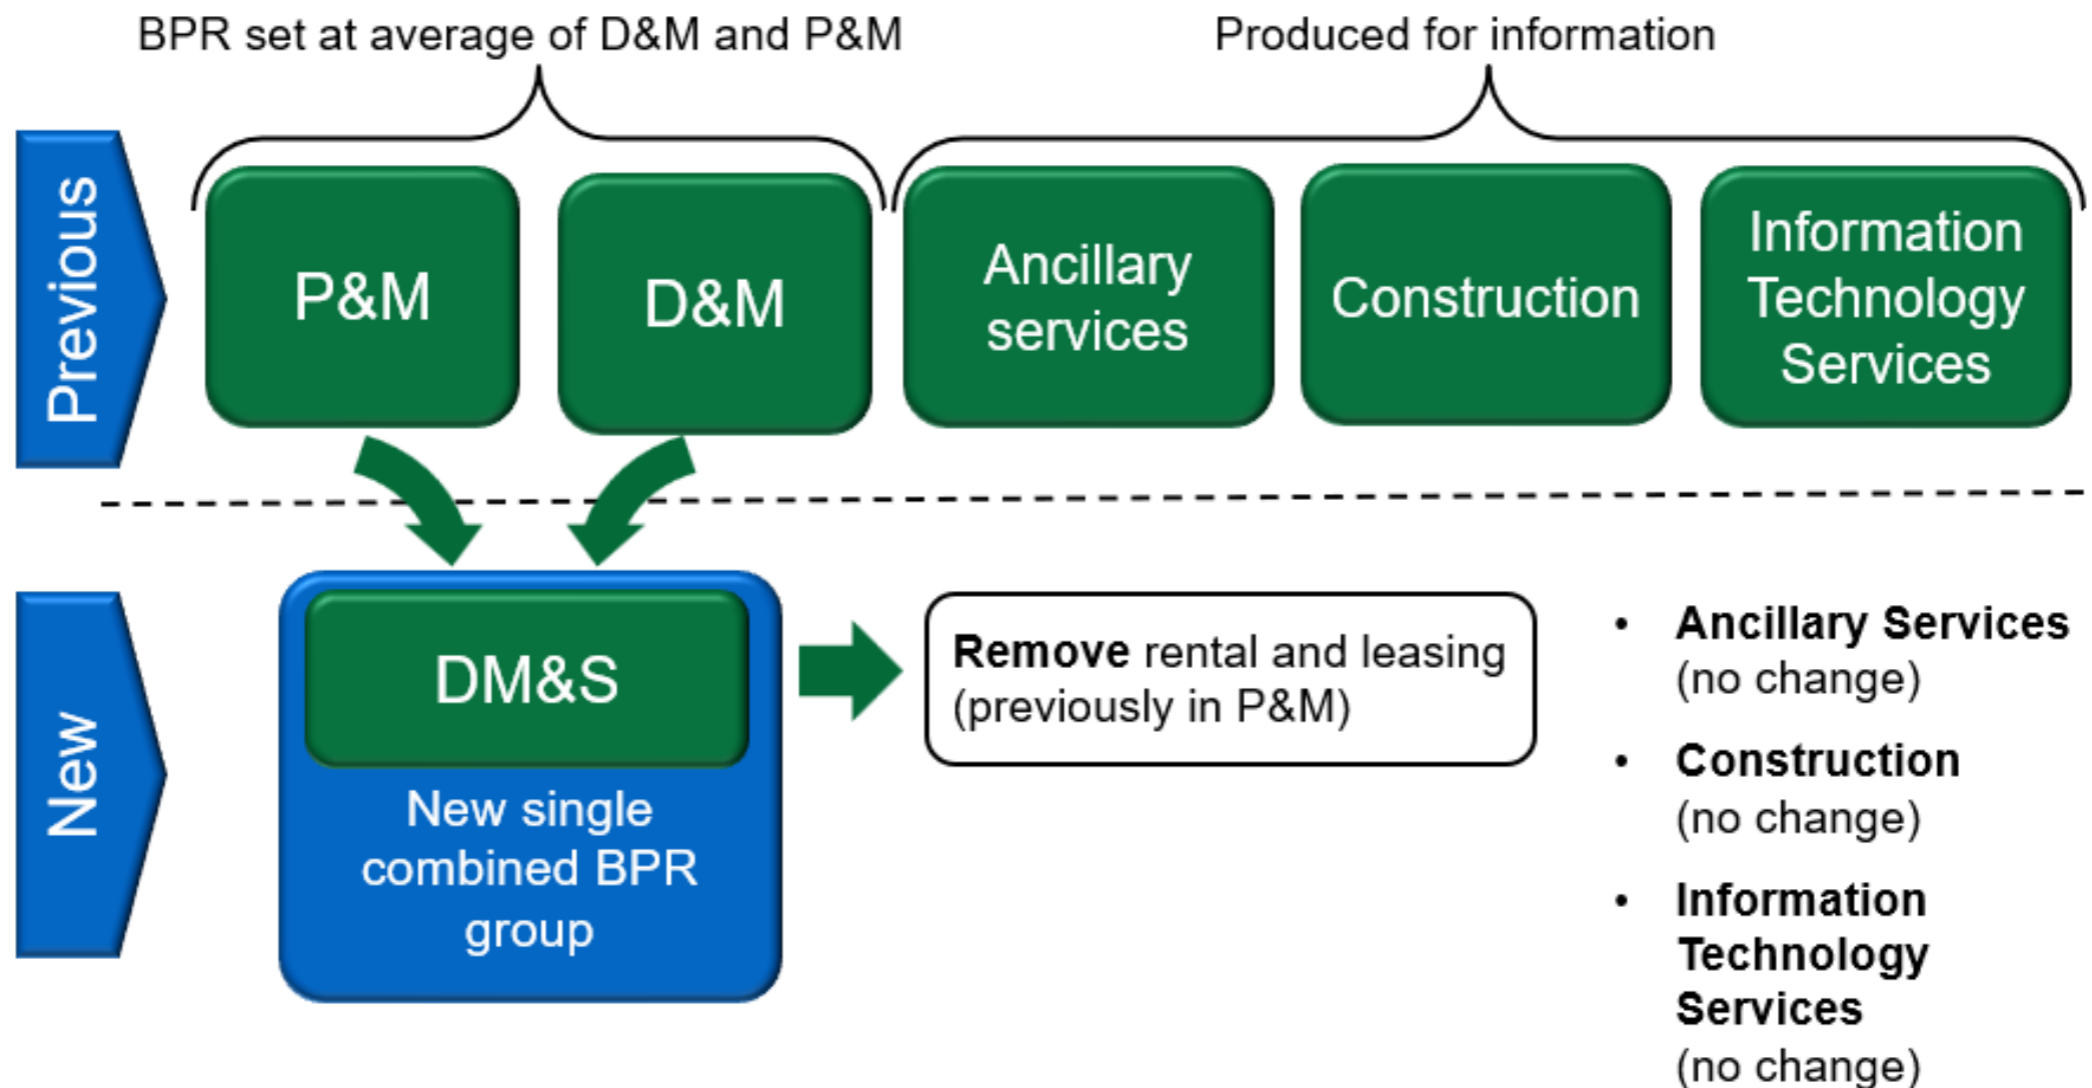 BPR set at average of D&M and P&M
Produced for information
Previous
P&M
D&M
Ancillary
services
Construction
Information
Technology
Services
New
DM&S
New single
combined BPR
group
Remove rental and leasing
(previously in P&M)
• Ancillary Services
(no change)
• Construction
(no change)
• Information
Technology
Services
(no change)